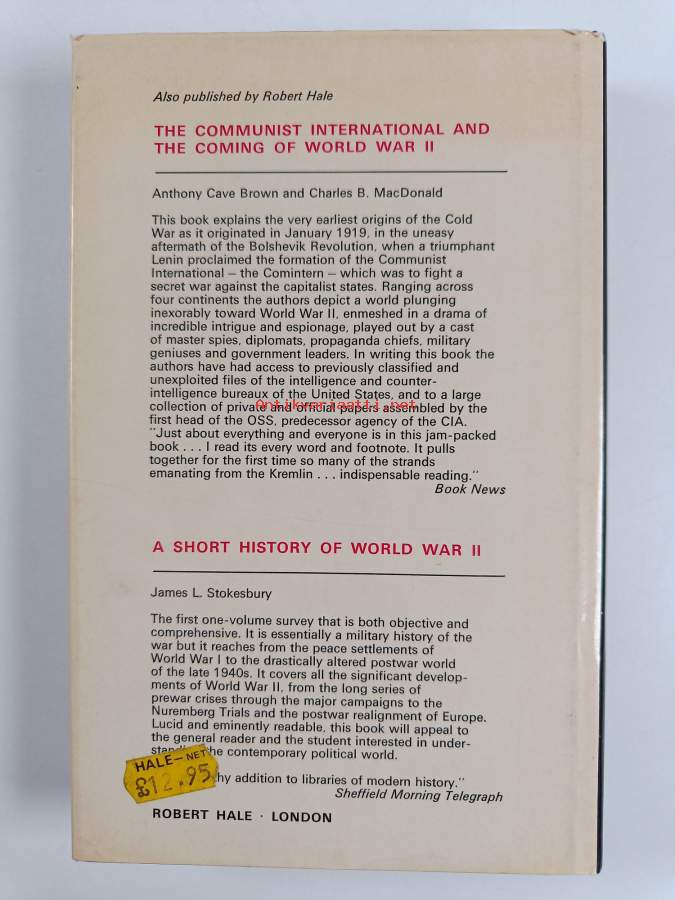 Also published by Robert Hale
THE COMMUNIST INTERNATIONAL AND
THE COMING OF WORLD WAR II
Anthony Cave Brown and Charles B. MacDonald
This book explains the very earliest origins of the Cold
War as it originated in January 1919, in the uneasy
aftermath of the Bolshevik Revolution, when a triumphant
Lenin proclaimed the formation of the Communist
International – the Comintern – which was to fight a
secret war against the capitalist states. Ranging across
four continents the authors depict a world plunging
inexorably toward World War II, enmeshed in a drama of
incredible intrigue and espionage, played out by a cast
of master spies, diplomats, propaganda chiefs, military
geniuses and government leaders. In writing this book the
authors have had access to previously classified and
unexploited files of the intelligence and counter-
intelligence bureaux of the United States, and to a large
collection of private and official papers assembled by the
Antikvariaatti.net
first head of the OSS, predecessor agency of the CIA.
"Just about everything and everyone is in this jam-packed
book . . . I read its every word and footnote. It pulls
together for the first time so many of the strands
emanating from the Kremlin . . . indispensable reading."
Book News
A SHORT HISTORY OF WORLD WAR II
James L. Stokesbury
The first one-volume survey that is both objective and
comprehensive. It is essentially a military history of the
war but it reaches from the peace settlements of
World War I to the drastically altered postwar world
of the late 1940s. It covers all the significant develop-
ments of World War II, from the long series of
prewar crises through the major campaigns to the
Nuremberg Trials and the postwar realignment of Europe.
Lucid and eminently readable, this book will appeal to
the general reader and the student interested in under-
the contemporary political world.
HALE–NET
£12.95
addition to libraries of modern history."
Sheffield Morning Telegraph
ROBERT HALE · LONDON